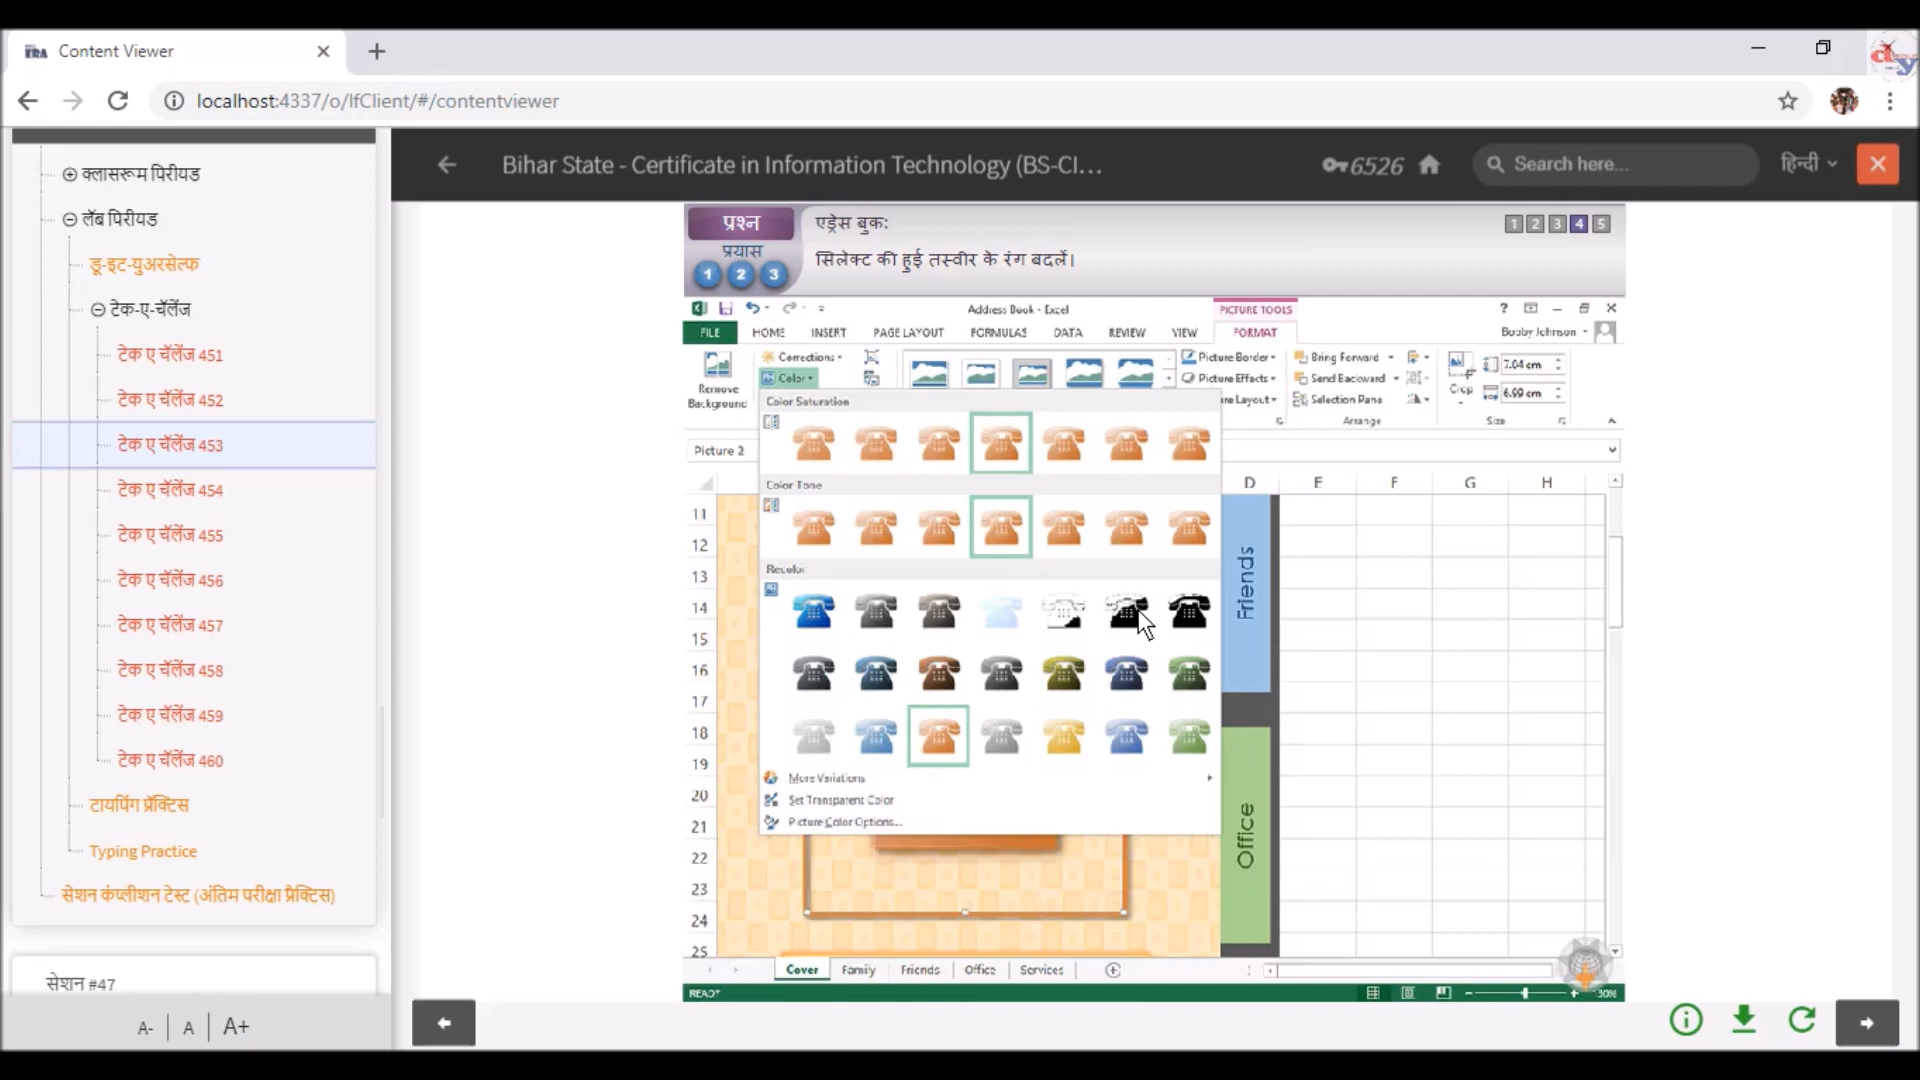 Content Viewer
localhost:4337/o/lfClient/#/contentviewer
क्लासरूम पिरीयड
लॅब पिरीयड
डू-इट-युअरसेल्फ
टेक-ए-चॅलेंज
टेक ए चॅलेंज 451
टेक ए चॅलेंज 452
टेक ए चॅलेंज 453
टेक ए चॅलेंज 454
टेक ए चॅलेंज 455
टेक ए चॅलेंज 456
टेक ए चॅलेंज 457
टेक ए चॅलेंज 458
टेक ए चॅलेंज 459
टेक ए चॅलेंज 460
टायपिंग प्रॅक्टिस
Typing Practice
सेशन कंप्लीशन टेस्ट (अंतिम परीक्षा प्रैक्टिस)
सेशन #47
A- A A+
Bihar State - Certificate in Information Technology (BS-CI...
6526
Search here...
हिन्दी
प्रश्न
प्रयास
1 2 3
एड्रेस बुक:
सिलेक्ट की हुई तस्वीर के रंग बदलें।
1 2 3 4 5
Address Book - Excel
PICTURE TOOLS
FILE HOME INSERT PAGE LAYOUT FORMULAS DATA REVIEW VIEW FORMAT
Bobby Johnson
Remove Background
Corrections
Color
Picture Border
Picture Effects
re Layout
Bring Forward
Send Backward
Selection Pane
Arrange
Crop
7.04 cm
6.99 cm
Size
Picture 2
Color Saturation
Color Tone
Recolor
More Variations
Set Transparent Color
Picture Color Options...
D E F G H
11
12
13
14
15
16
17
18
19
20
21
22
23
24
25
Friends
Office
Cover Family Friends Office Services
READY